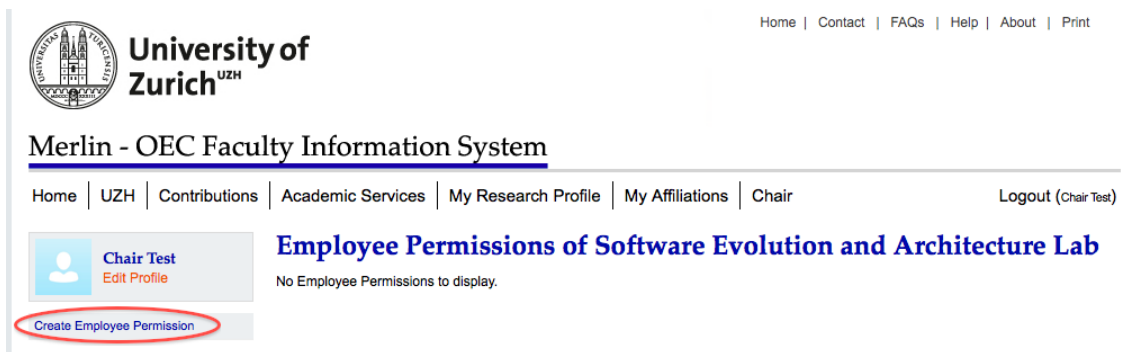 Home | Contact | FAQs | Help | About | Print
University of
Zurich UZH
Merlin - OEC Faculty Information System
Home | UZH | Contributions | Academic Services | My Research Profile | My Affiliations | Chair Logout (Chair Test)
Chair Test
Edit Profile
Employee Permissions of Software Evolution and Architecture Lab
No Employee Permissions to display.
Create Employee Permission